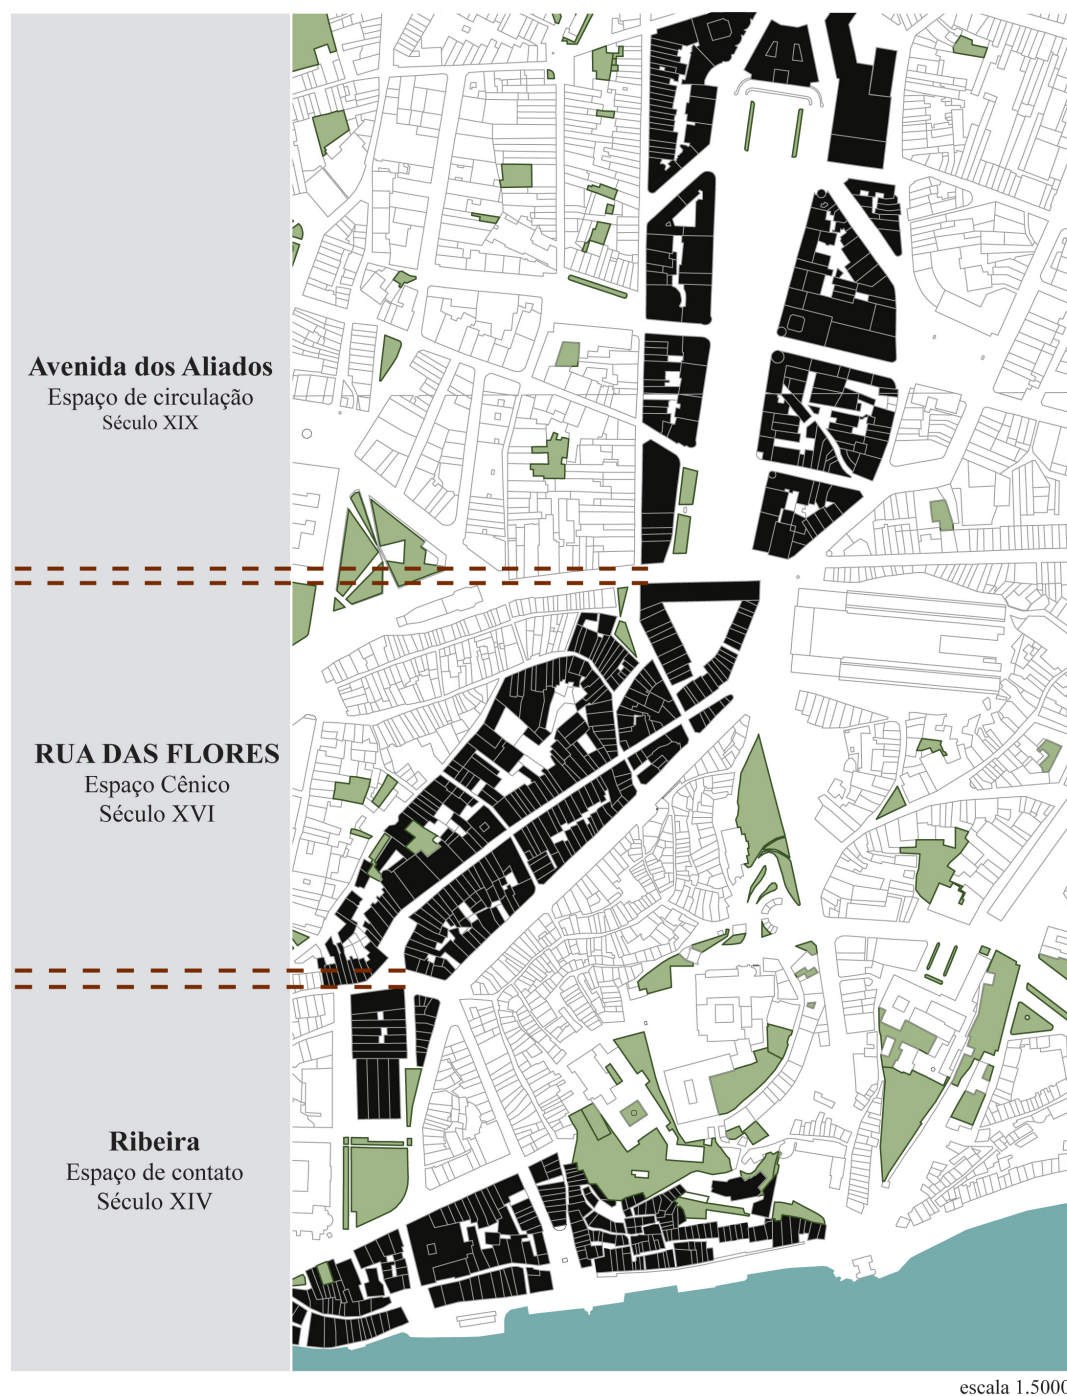 Avenida dos Aliados
Espaço de circulação
Século XIX
RUA DAS FLORES
Espaço Cênico
Século XVI
Ribeira
Espaço de contato
Século XIV
escala 1.5000